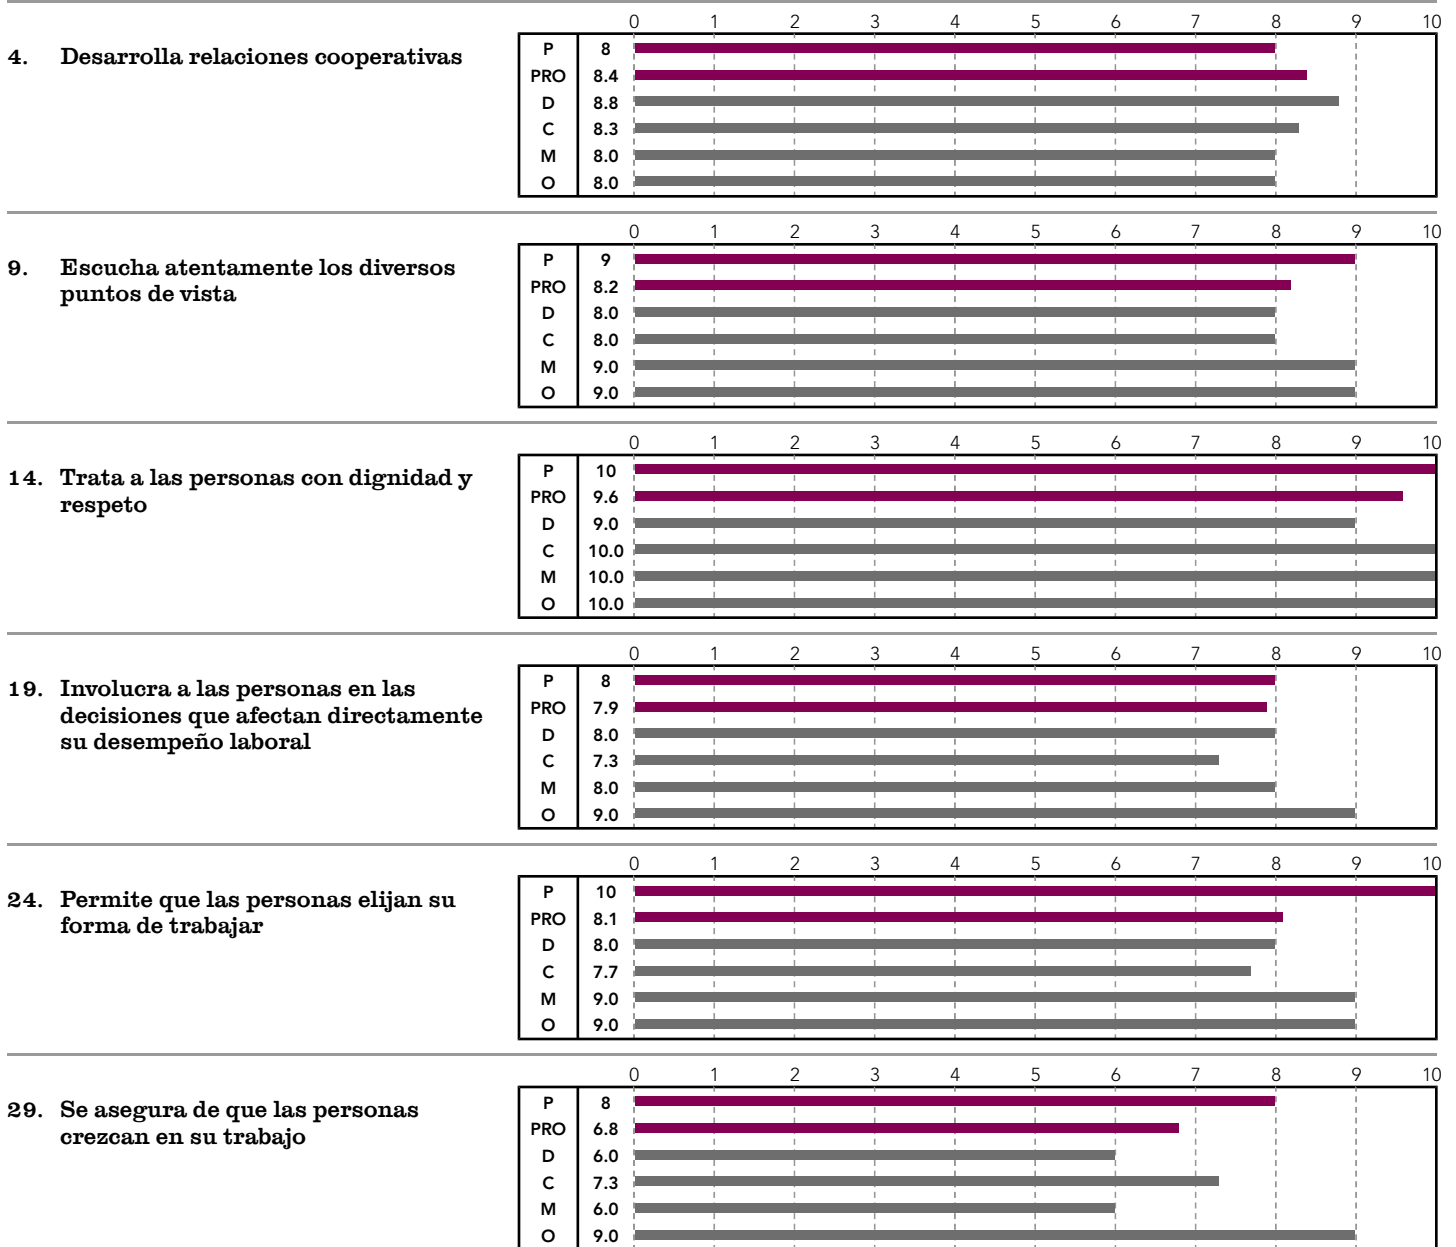 0 1 2 3 4 5 6 7 8 9 10
4. Desarrolla relaciones cooperativas
P 8
PRO 8.4
D 8.8
C 8.3
M 8.0
O 8.0
0 1 2 3 4 5 6 7 8 9 10
9. Escucha atentamente los diversos
puntos de vista
P 9
PRO 8.2
D 8.0
C 8.0
M 9.0
O 9.0
0 1 2 3 4 5 6 7 8 9 10
14. Trata a las personas con dignidad y
respeto
P 10
PRO 9.6
D 9.0
C 10.0
M 10.0
O 10.0
0 1 2 3 4 5 6 7 8 9 10
19. Involucra a las personas en las
decisiones que afectan directamente
su desempeño laboral
P 8
PRO 7.9
D 8.0
C 7.3
M 8.0
O 9.0
0 1 2 3 4 5 6 7 8 9 10
24. Permite que las personas elijan su
forma de trabajar
P 10
PRO 8.1
D 8.0
C 7.7
M 9.0
O 9.0
0 1 2 3 4 5 6 7 8 9 10
29. Se asegura de que las personas
crezcan en su trabajo
P 8
PRO 6.8
D 6.0
C 7.3
M 6.0
O 9.0